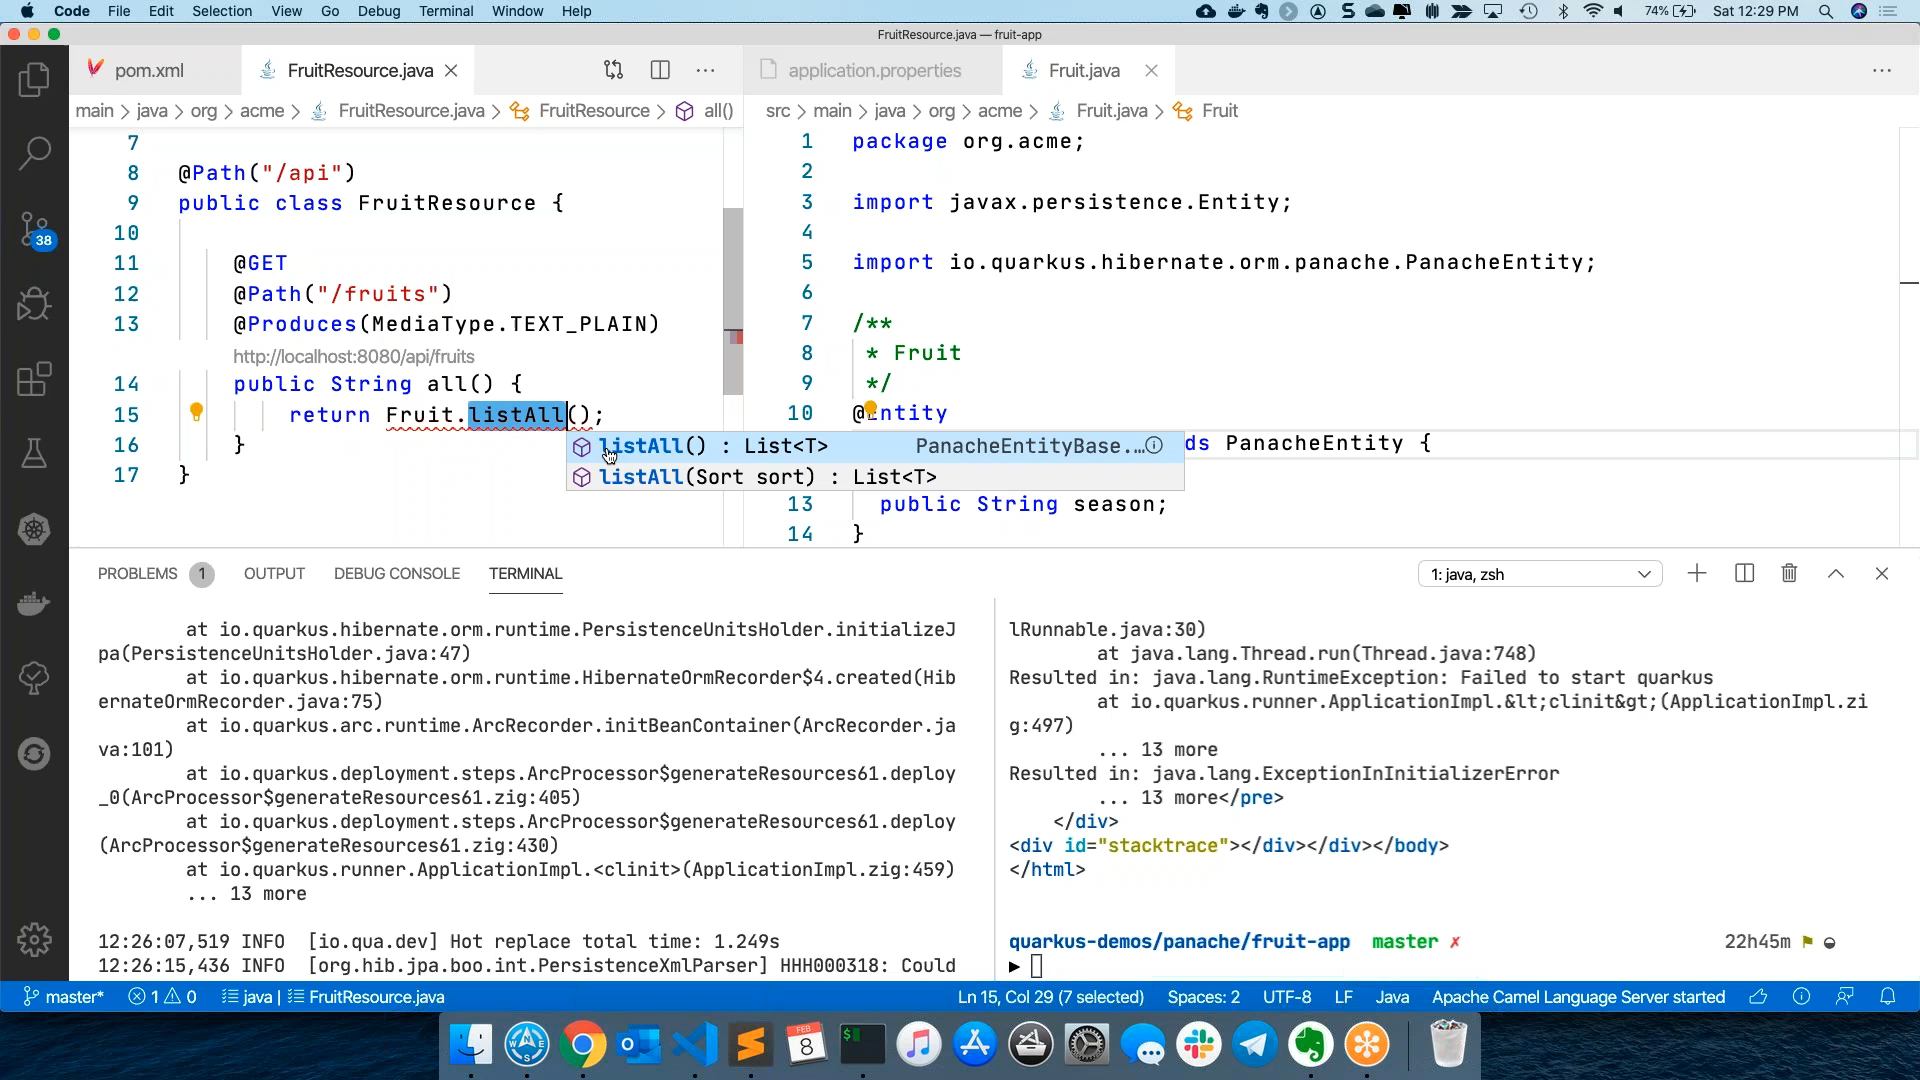 Code File Edit Selection View Go Debug Terminal Window Help
74% Sat 12:29 PM
FruitResource.java — fruit-app
pom.xml
FruitResource.java
application.properties
Fruit.java
main > java > org > acme > FruitResource.java > FruitResource > all()
src > main > java > org > acme > Fruit.java > Fruit
7
8 @Path("/api")
9 public class FruitResource {
10
11 @GET
12 @Path("/fruits")
13 @Produces(MediaType.TEXT_PLAIN)
http://localhost:8080/api/fruits
14 public String all() {
15 return Fruit.listAll();
16 }
17 }
listAll() : List<T> PanacheEntityBase....
listAll(Sort sort) : List<T>
1 package org.acme;
2
3 import javax.persistence.Entity;
4
5 import io.quarkus.hibernate.orm.panache.PanacheEntity;
6
7 /**
8 * Fruit
9 */
10 @Entity
ds PanacheEntity {
13 public String season;
14 }
38
PROBLEMS 1 OUTPUT DEBUG CONSOLE TERMINAL
1: java, zsh
at io.quarkus.hibernate.orm.runtime.PersistenceUnitsHolder.initializeJ
pa(PersistenceUnitsHolder.java:47)
at io.quarkus.hibernate.orm.runtime.HibernateOrmRecorder$4.created(Hib
ernateOrmRecorder.java:75)
at io.quarkus.arc.runtime.ArcRecorder.initBeanContainer(ArcRecorder.ja
va:101)
at io.quarkus.deployment.steps.ArcProcessor$generateResources61.deploy
_0(ArcProcessor$generateResources61.zig:405)
at io.quarkus.deployment.steps.ArcProcessor$generateResources61.deploy
(ArcProcessor$generateResources61.zig:430)
at io.quarkus.runner.ApplicationImpl.<clinit>(ApplicationImpl.zig:459)
... 13 more
12:26:07,519 INFO [io.qua.dev] Hot replace total time: 1.249s
12:26:15,436 INFO [org.hib.jpa.boo.int.PersistenceXmlParser] HHH000318: Could
lRunnable.java:30)
at java.lang.Thread.run(Thread.java:748)
Resulted in: java.lang.RuntimeException: Failed to start quarkus
at io.quarkus.runner.ApplicationImpl.&lt;clinit&gt;(ApplicationImpl.zi
g:497)
... 13 more
Resulted in: java.lang.ExceptionInInitializerError
... 13 more</pre>
</div>
<div id="stacktrace"></div></div></body>
</html>
quarkus-demos/panache/fruit-app master ✗ 22h45m
master* 1 0 java | FruitResource.java
Ln 15, Col 29 (7 selected) Spaces: 2 UTF-8 LF Java Apache Camel Language Server started
FEB
8